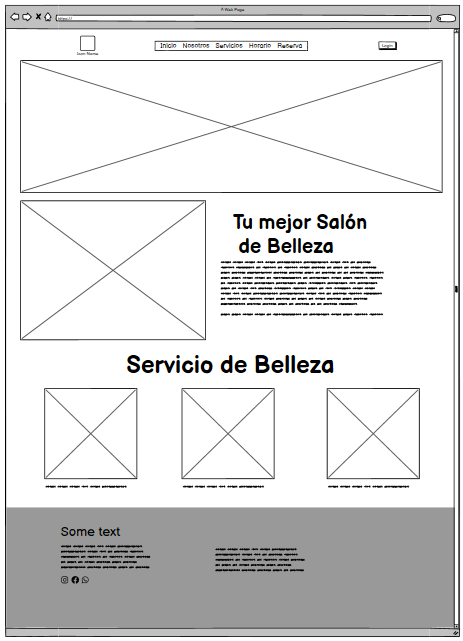 A Web Page
https://
Icon Name
Inicio Nosotros Servicios Horario Reserva
Login
Tu mejor Salón
de Belleza
Servicio de Belleza
Some text